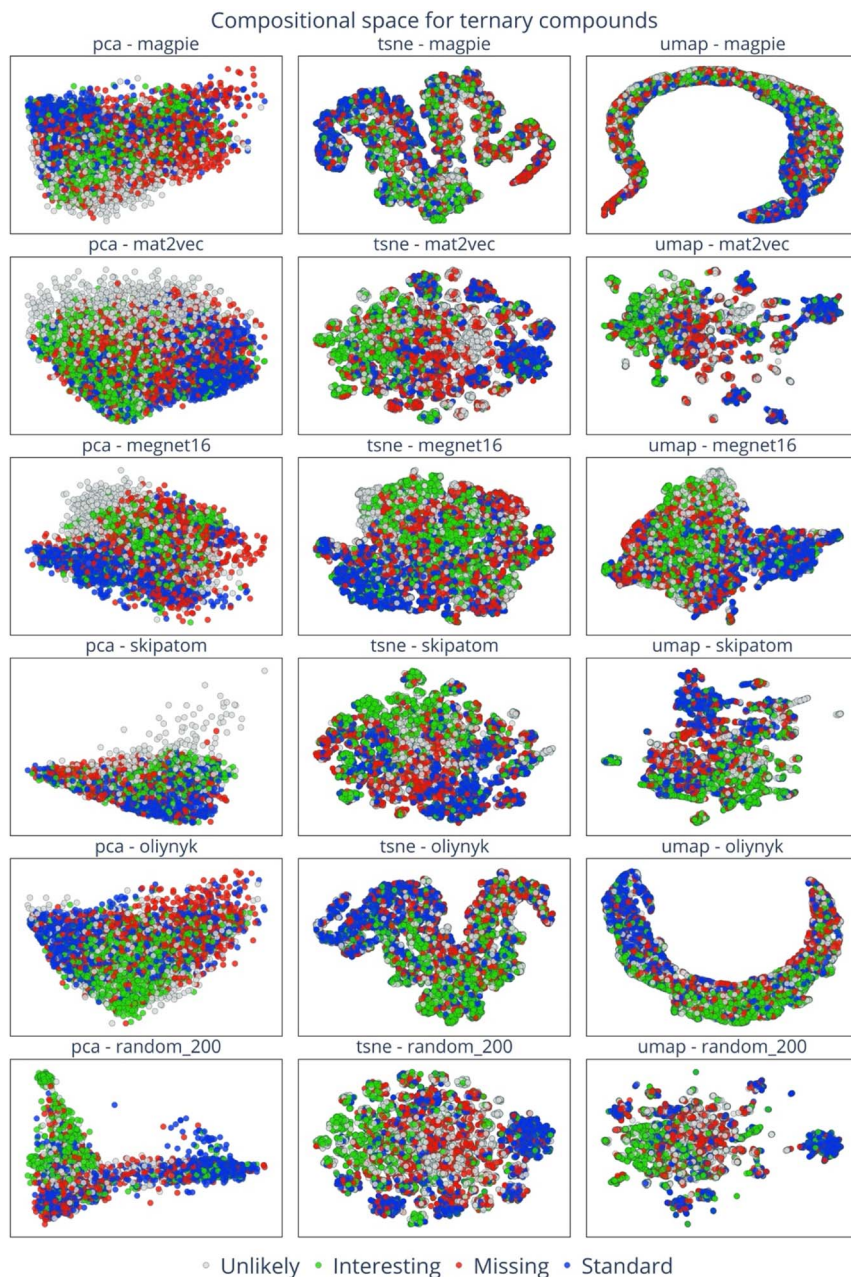 Compositional space for ternary compounds
pca - magpie
tsne - magpie
umap - magpie
pca - mat2vec
tsne - mat2vec
umap - mat2vec
pca - megnet16
tsne - megnet16
umap - megnet16
pca - skipatom
tsne - skipatom
umap - skipatom
pca - oliynyk
tsne - oliynyk
umap - oliynyk
pca - random_200
tsne - random_200
umap - random_200
Unlikely Interesting Missing Standard